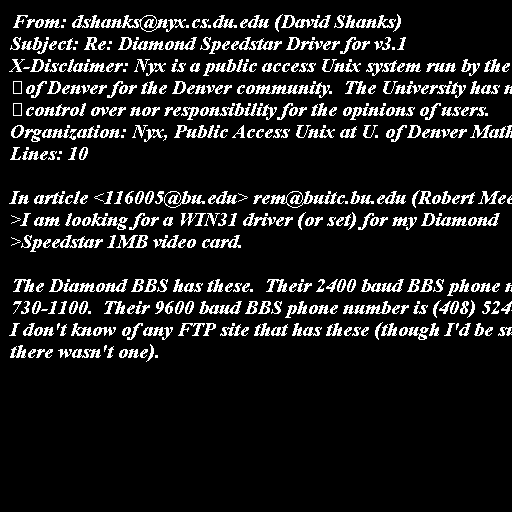 From: dshanks@nyx.cs.du.edu (David Shanks)
Subject: Re: Diamond Speedstar Driver for v3.1
X-Disclaimer: Nyx is a public access Unix system run by the
of Denver for the Denver community.  The University has
control over nor responsibility for the opinions of users.
Organization: Nyx, Public Access Unix at U. of Denver Math
Lines: 10

In article <116005@bu.edu> rem@buitc.bu.edu (Robert
>I am looking for a WIN31 driver (or set) for my Diamond
>Speedstar 1MB video card.

The Diamond BBS has these.  Their 2400 baud BBS phone
730-1100.  Their 9600 baud BBS phone number is (408) 524
I don't know of any FTP site that has these (though I'd be
there wasn't one).